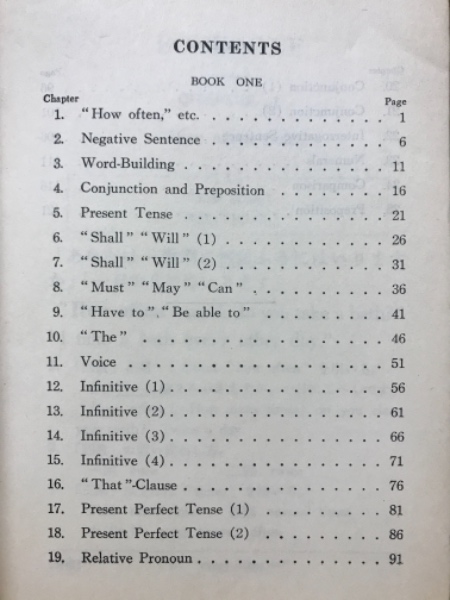 CONTENTS
BOOK ONE
Chapter Page
1. "How often," etc. . . . . . . . . . . . . . . 1
2. Negative Sentence . . . . . . . . . . . . . . 6
3. Word-Building . . . . . . . . . . . . . . . . 11
4. Conjunction and Preposition . . . . . . . . . 16
5. Present Tense . . . . . . . . . . . . . . . . 21
6. "Shall" "Will" (1) . . . . . . . . . . . . . 26
7. "Shall" "Will" (2) . . . . . . . . . . . . . 31
8. "Must" "May" "Can" . . . . . . . . . . . . . 36
9. "Have to", "Be able to" . . . . . . . . . . . 41
10. "The" . . . . . . . . . . . . . . . . . . . 46
11. Voice . . . . . . . . . . . . . . . . . . . 51
12. Infinitive (1) . . . . . . . . . . . . . . . 56
13. Infinitive (2) . . . . . . . . . . . . . . . 61
14. Infinitive (3) . . . . . . . . . . . . . . . 66
15. Infinitive (4) . . . . . . . . . . . . . . . 71
16. "That"-Clause . . . . . . . . . . . . . . . 76
17. Present Perfect Tense (1) . . . . . . . . . 81
18. Present Perfect Tense (2) . . . . . . . . . 86
19. Relative Pronoun . . . . . . . . . . . . . . 91